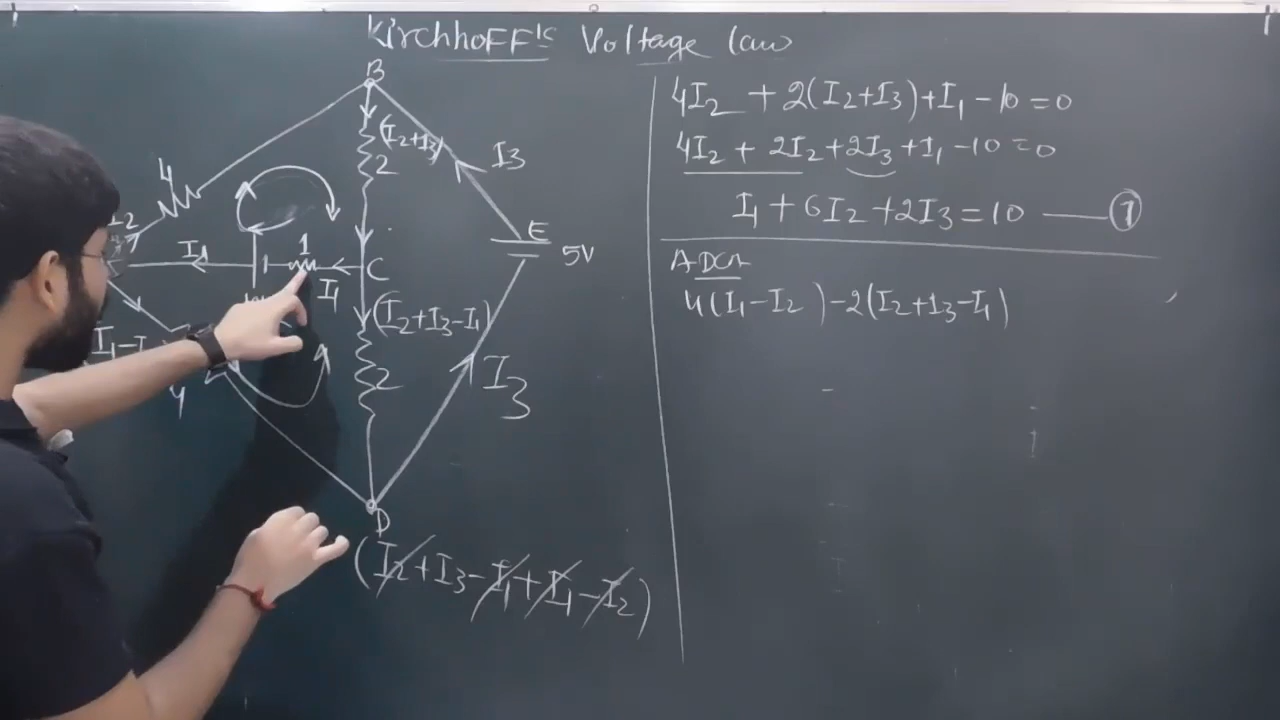 KirchhoFF's Voltage law
B
(I2+I3)
2
I3
4
I2
I1
1
I1
C
E
5V
(I2+I3-I1)
2
I3
4
D
(I2+I3-I1+I1-I2)
4I2 + 2(I2+I3)+I1-10=0
4I2 + 2I2+2I3+I1-10=0
I1+6I2+2I3=10 —— 1
ADCA
4(I1-I2)-2(I2+I3-I1)